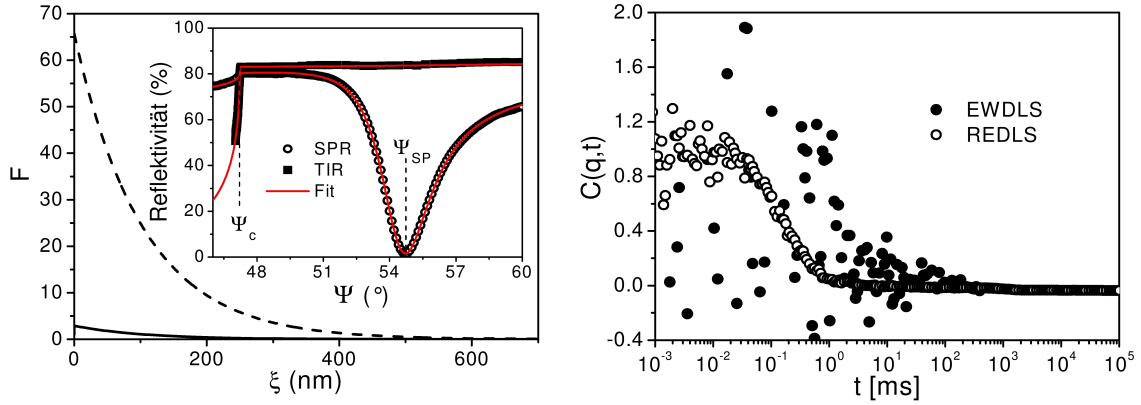 70
60
50
40
30
20
10
0
F
0 200 400 600
ξ (nm)
100
80
60
40
20
0
Reflektivität (%)
48 51 54 57 60
Ψ (°)
SPR
TIR
Fit
Ψc
ΨSP
2.0
1.6
1.2
0.8
0.4
0.0
-0.4
C(q,t)
10⁻³ 10⁻² 10⁻¹ 10⁰ 10¹ 10² 10³ 10⁴ 10⁵
t [ms]
EWDLS
REDLS